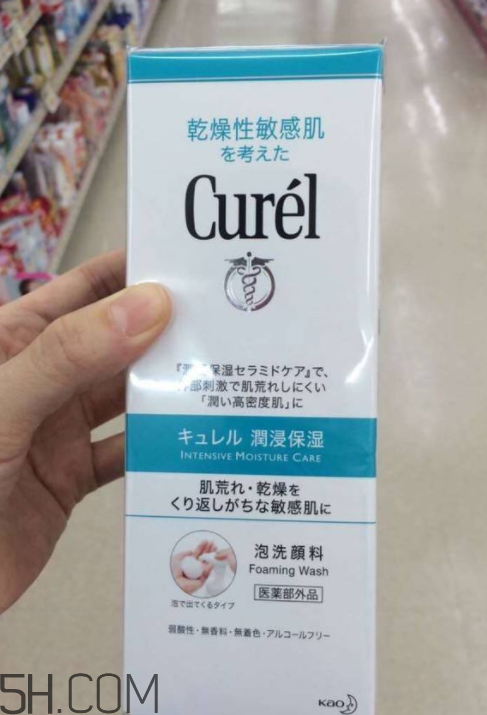 乾燥性敏感肌
を考えた
Curél
保湿セラミドケア』で、
部刺激で肌荒れしにくい
「潤い高密度肌」に
キュレル 潤浸保湿
INTENSIVE MOISTURE CARE
肌荒れ・乾燥を
くり返しがちな敏感肌に
泡洗顔料
Foaming Wash
医薬部外品
泡で出てくるタイプ
弱酸性・無香料・無着色・アルコールフリー
Kao
5H.COM